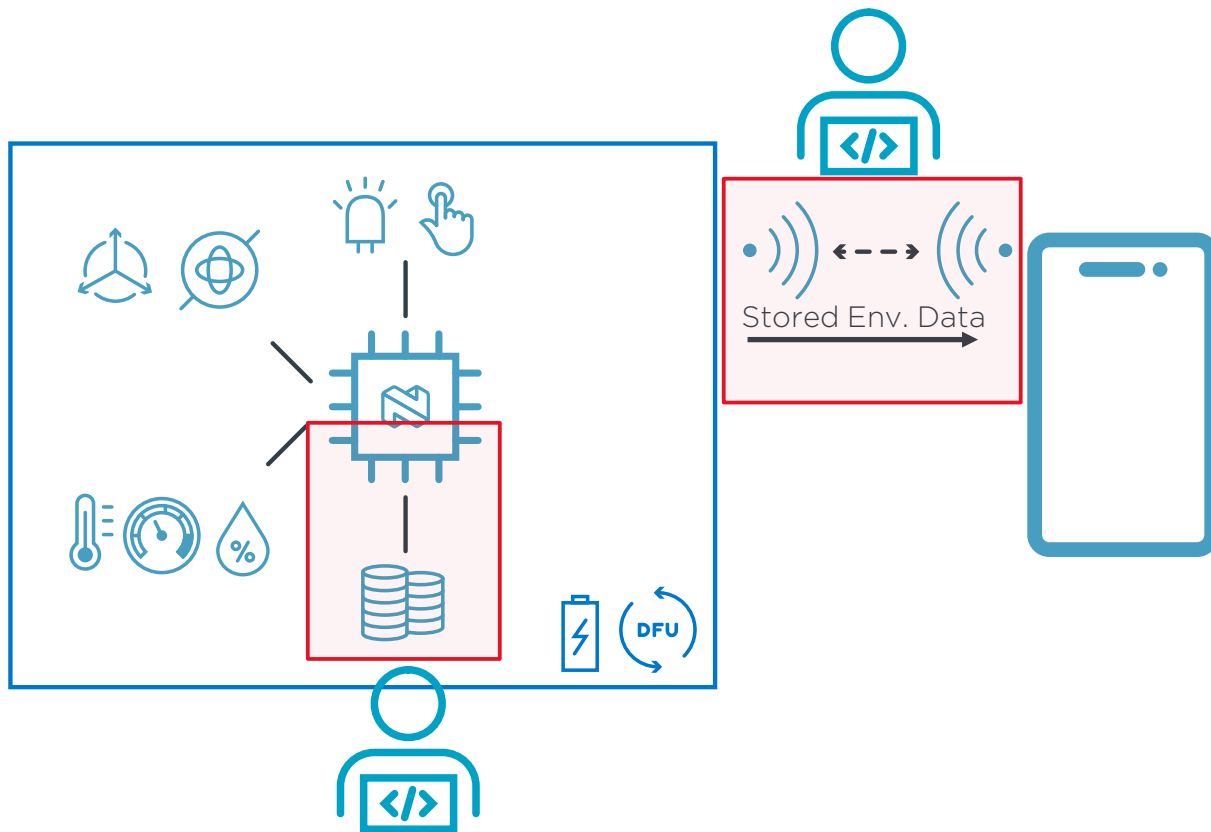 </>
Stored Env. Data
%
DFU
</>